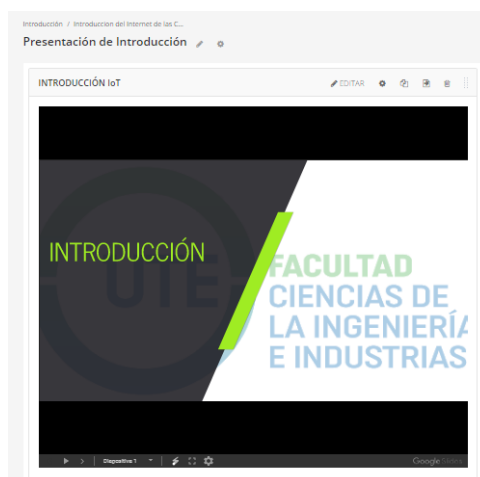 Introducción / Introduccion del Internet de las C...
Presentación de Introducción
INTRODUCCIÓN IoT
EDITAR
INTRODUCCIÓN
UTE
FACULTAD
CIENCIAS DE
LA INGENIERÍA
E INDUSTRIAS
Diapositiva 1
Google Slides